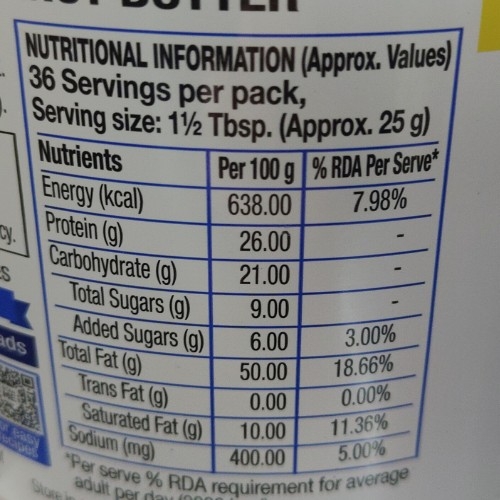 BUTTER
NUTRITIONAL INFORMATION (Approx. Values)
36 Servings per pack,
Serving size: 1½ Tbsp. (Approx. 25 g)
Nutrients Per 100 g % RDA Per Serve*
Energy (kcal) 638.00 7.98%
Protein (g) 26.00 -
Carbohydrate (g) 21.00 -
Total Sugars (g) 9.00 -
Added Sugars (g) 6.00 3.00%
Total Fat (g) 50.00 18.66%
Trans Fat (g) 0.00 0.00%
Saturated Fat (g) 10.00 11.36%
Sodium (mg) 400.00 5.00%
*Per serve % RDA requirement for average
adult per day